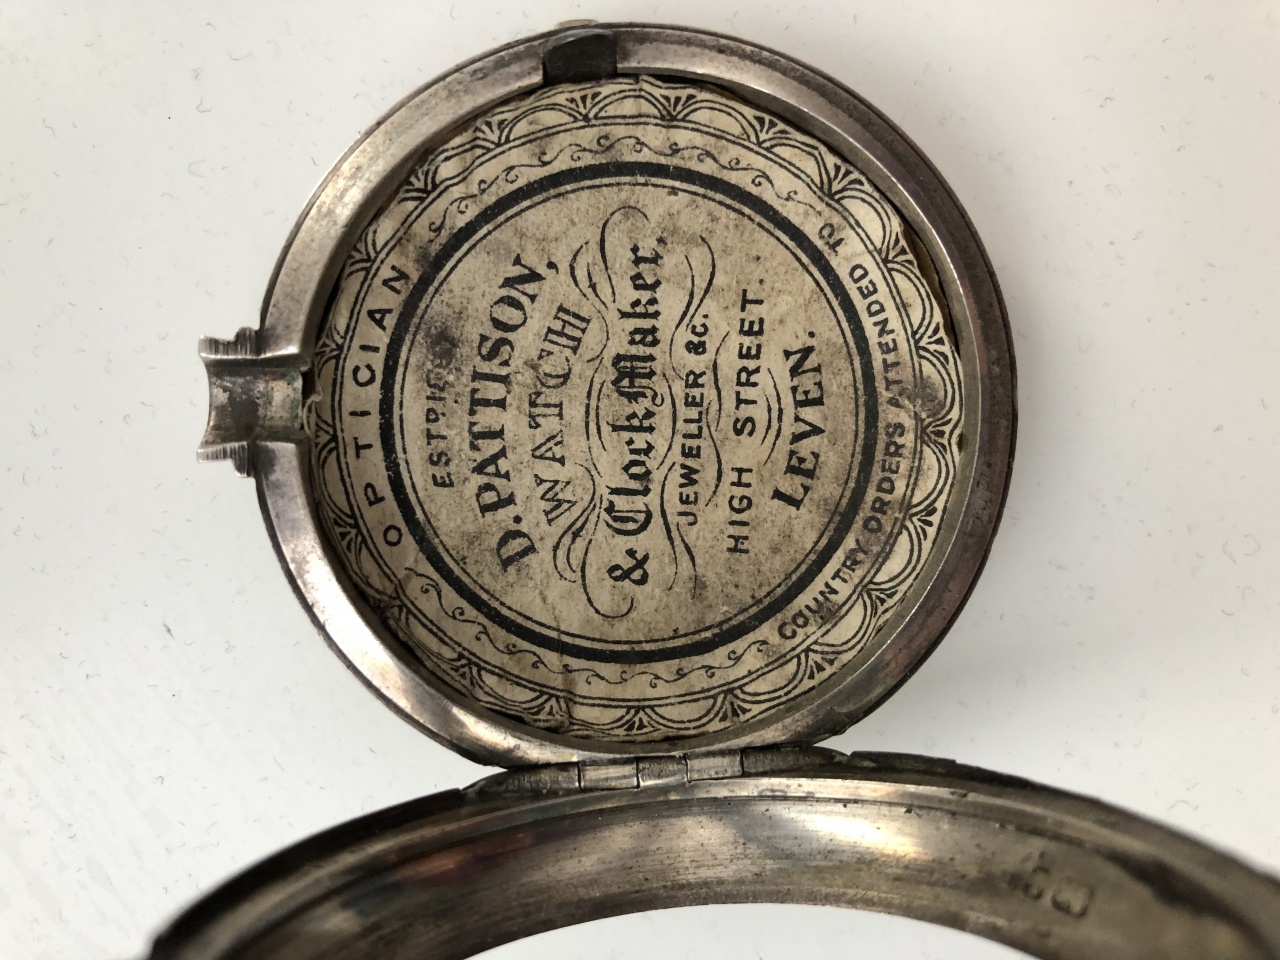 OPTICIAN
ESTD
D. PATTISON,
WATCH
& Clock Maker,
JEWELLER &c.
HIGH STREET.
LEVEN.
COUNTRY ORDERS ATTENDED TO